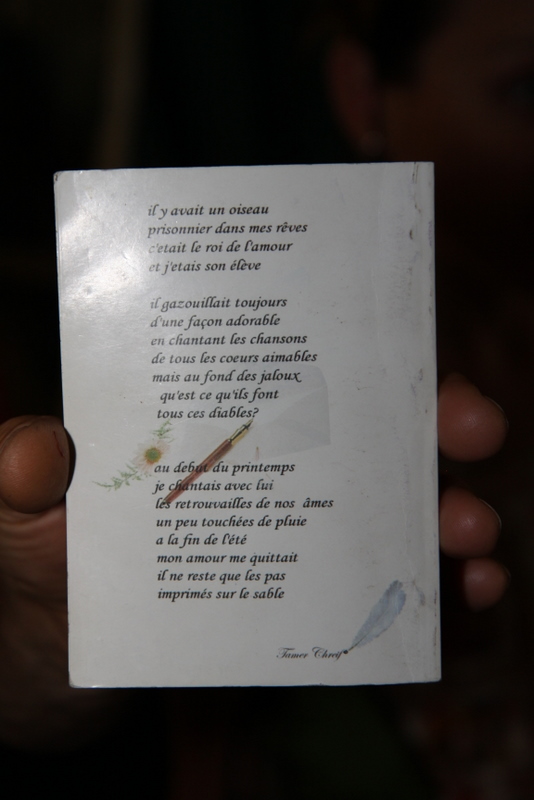 il y avait un oiseau
prisonnier dans mes rêves
c'etait le roi de l'amour
et j'etais son élève
il gazouillait toujours
d'une façon adorable
en chantant les chansons
de tous les coeurs aimables
mais au fond des jaloux
qu'est ce qu'ils font
tous ces diables?
au debut du printemps
je chantais avec lui
les retrouvailles de nos âmes
un peu touchées de pluie
a la fin de l'été
mon amour me quittait
il ne reste que les pas
imprimés sur le sable
Tamer Chreif